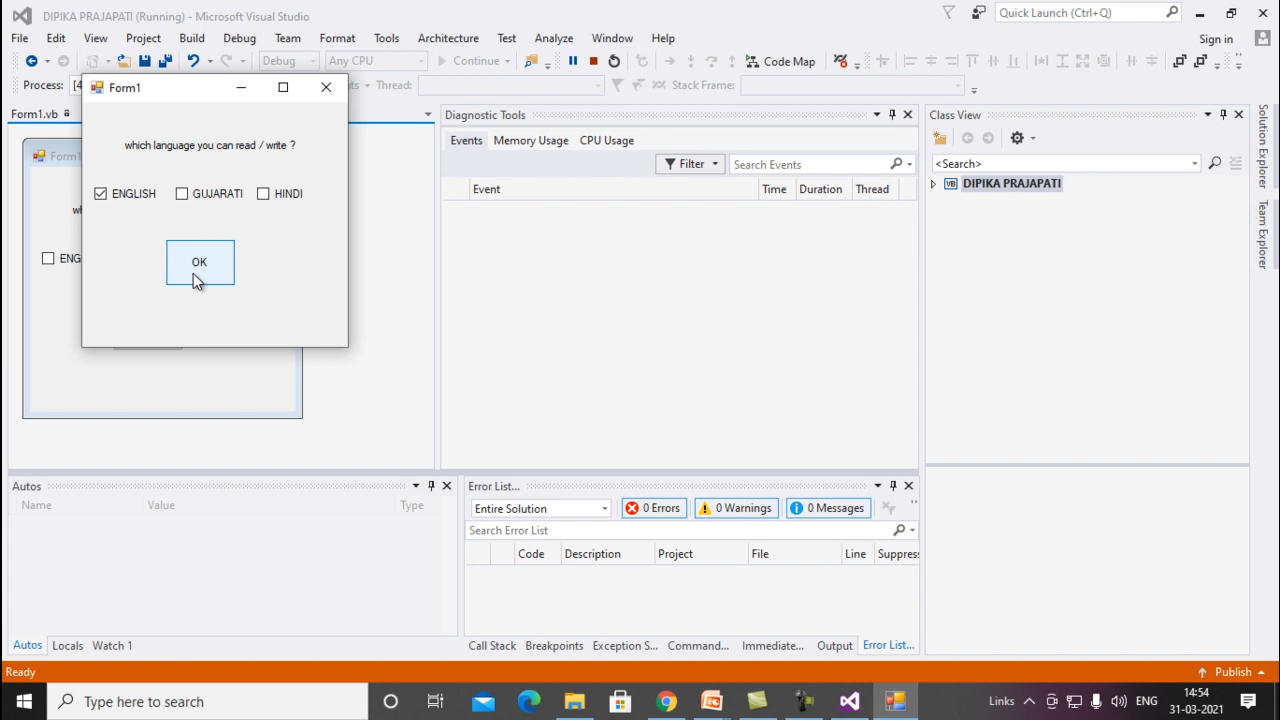 DIPIKA PRAJAPATI (Running) - Microsoft Visual Studio
Quick Launch (Ctrl+Q)
File Edit View Project Build Debug Team Format Tools Architecture Test Analyze Window Help
Sign in
Debug Any CPU Continue Code Map
Process: [4 Thread: Stack Frame:
Form1
Form1.vb
Form1
which language you can read / write ?
ENGLISH GUJARATI HINDI
OK
wh
ENG
Diagnostic Tools
Events Memory Usage CPU Usage
Filter Search Events
Event Time Duration Thread
Class View
<Search>
VB DIPIKA PRAJAPATI
Solution Explorer
Team Explorer
Autos
Name Value Type
Autos Locals Watch 1
Error List...
Entire Solution 0 Errors 0 Warnings 0 Messages
Search Error List
Code Description Project File Line Suppress
Call Stack Breakpoints Exception S... Command... Immediate... Output Error List...
Ready
Publish
Type here to search
Links ENG
14:54
31-03-2021